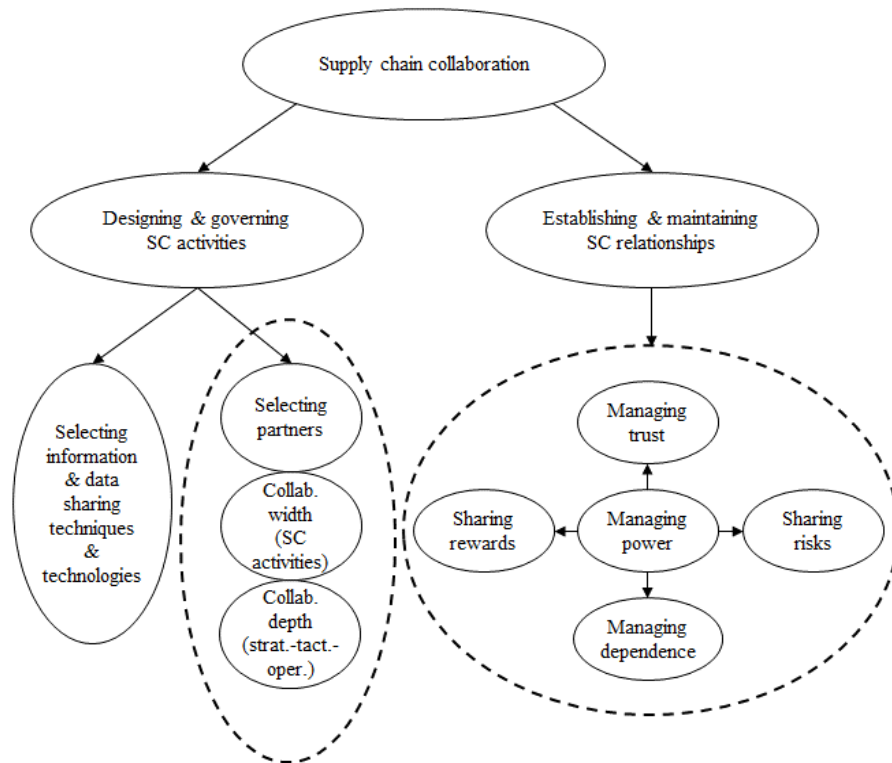 Supply chain collaboration
Designing & governing
SC activities
Establishing & maintaining
SC relationships
Selecting
information
& data
sharing
techniques
&
technologies
Selecting
partners
Collab.
width
(SC
activities)
Collab.
depth
(strat.-tact.-
oper.)
Managing
trust
Sharing
rewards
Managing
power
Sharing
risks
Managing
dependence